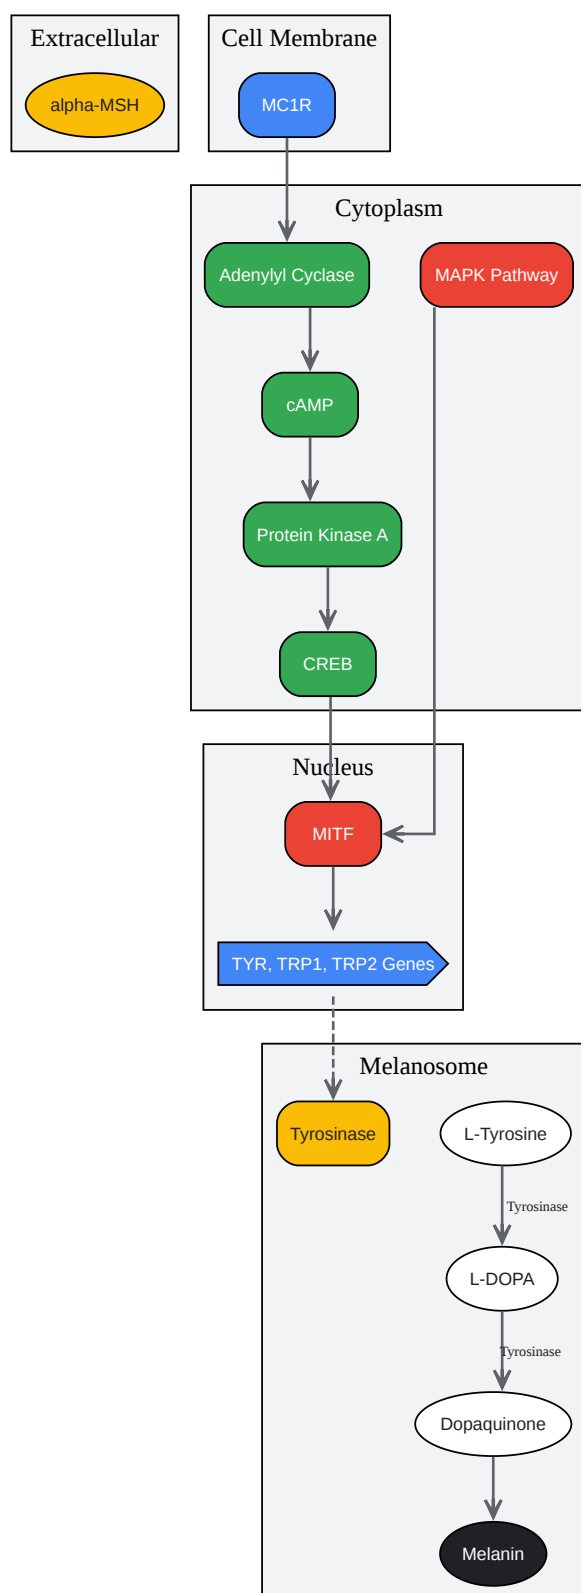 Extracellular
alpha-MSH
Cell Membrane
MC1R
Cytoplasm
Adenylyl Cyclase
MAPK Pathway
cAMP
Protein Kinase A
CREB
Nucleus
MITF
TYR, TRP1, TRP2 Genes
Melanosome
Tyrosinase
L-Tyrosine
Tyrosinase
L-DOPA
Tyrosinase
Dopaquinone
Melanin